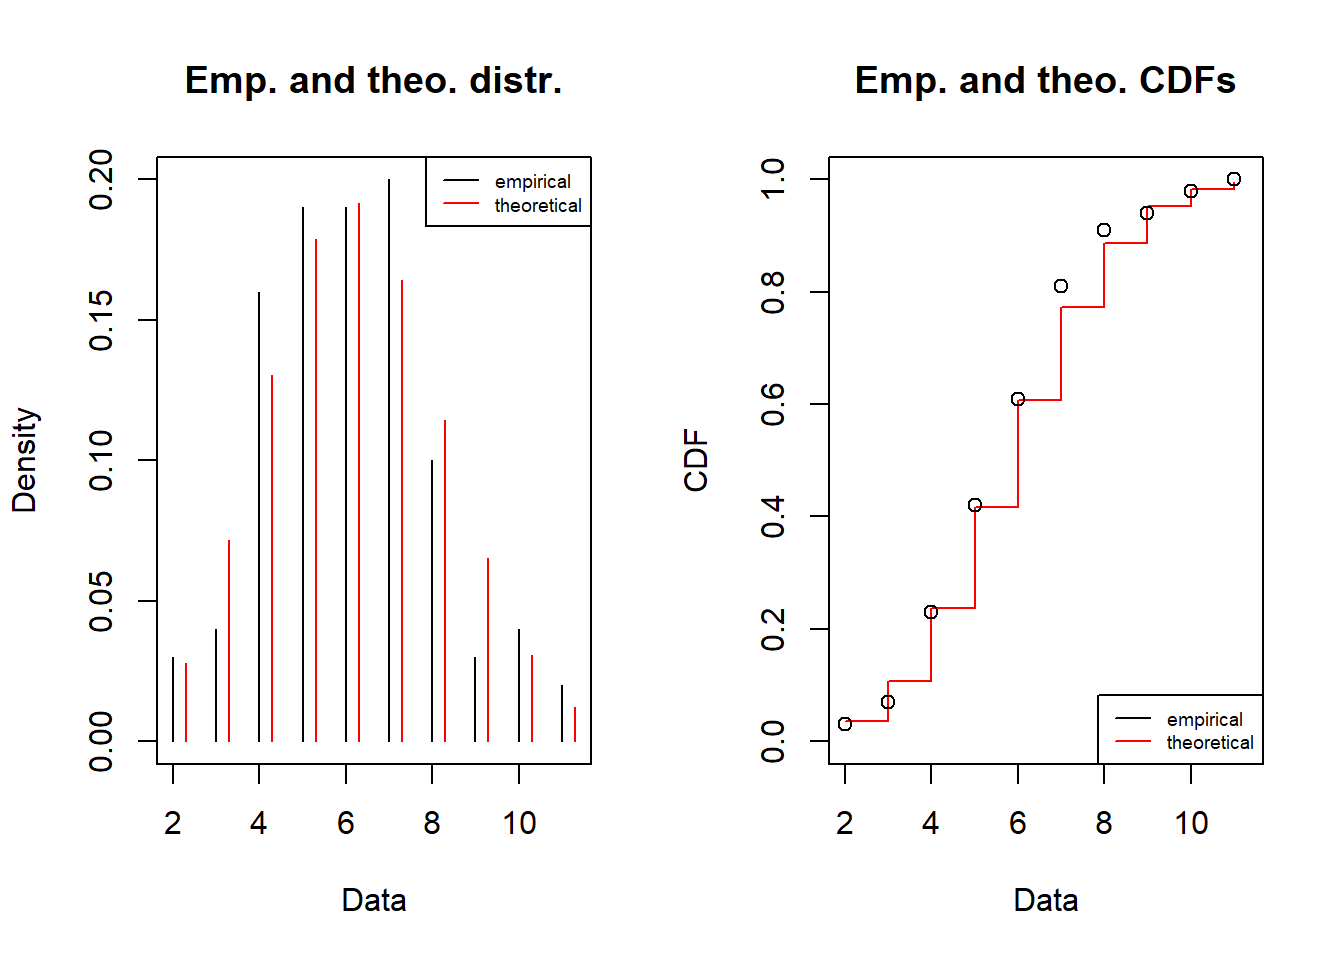 Emp. and theo. distr.
0.20
0.15
0.10
0.05
0.00
Density
empirical
theoretical
2 4 6 8 10
Data
Emp. and theo. CDFs
1.0
0.8
0.6
0.4
0.2
0.0
CDF
empirical
theoretical
2 4 6 8 10
Data